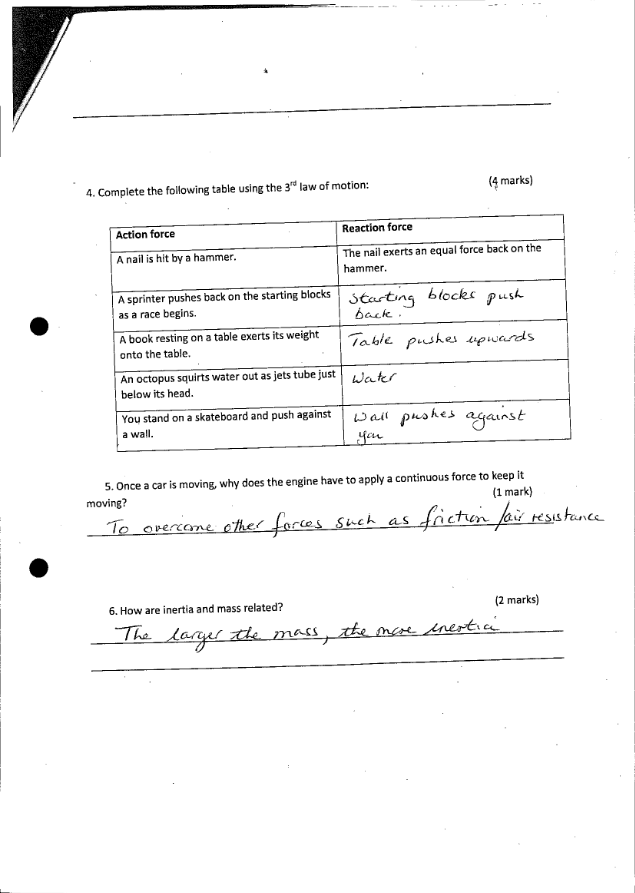 4. Complete the following table using the 3rd law of motion:
(4 marks)
Action force
Reaction force
A nail is hit by a hammer.
The nail exerts an equal force back on the
hammer.
A sprinter pushes back on the starting blocks
as a race begins.
Starting blocks push
back.
A book resting on a table exerts its weight
onto the table.
Table pushes upwards
An octopus squirts water out as jets tube just
below its head.
Water
You stand on a skateboard and push against
a wall.
Wall pushes against
you
5. Once a car is moving, why does the engine have to apply a continuous force to keep it
moving?
(1 mark)
To overcome other forces such as friction/air resistance
6. How are inertia and mass related?
(2 marks)
The larger the mass, the more inertia